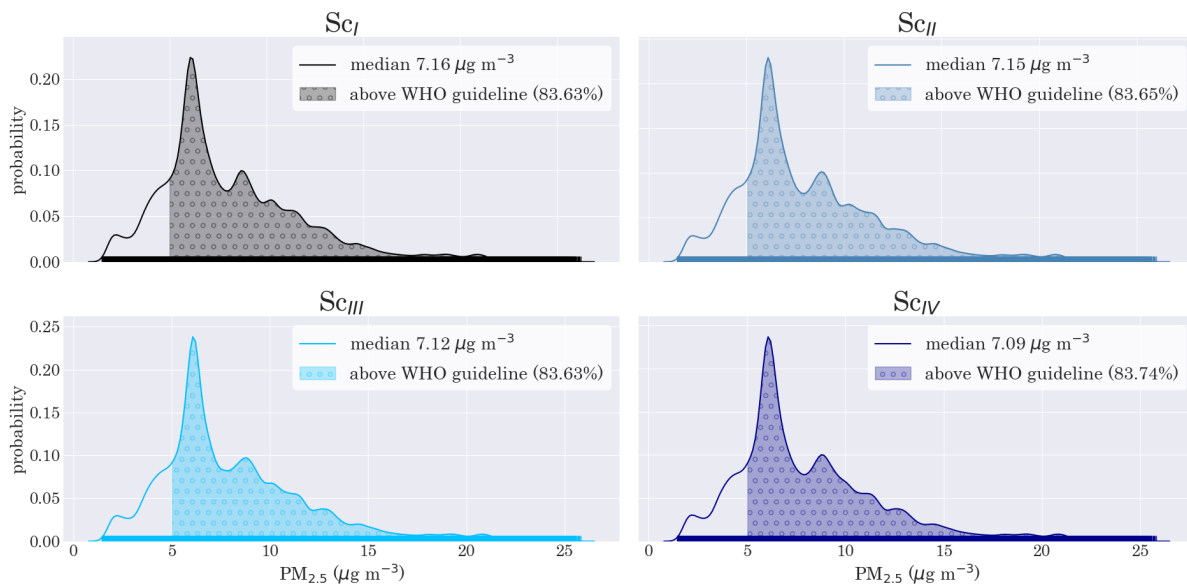 Sc_I
Sc_II
median 7.16 μg m⁻³
above WHO guideline (83.63%)
median 7.15 μg m⁻³
above WHO guideline (83.65%)
probability
0.20
0.15
0.10
0.05
0.00
Sc_III
Sc_IV
median 7.12 μg m⁻³
above WHO guideline (83.63%)
median 7.09 μg m⁻³
above WHO guideline (83.74%)
probability
0.25
0.20
0.15
0.10
0.05
0.00
0 5 10 15 20 25
0 5 10 15 20 25
PM₂.₅ (μg m⁻³)
PM₂.₅ (μg m⁻³)